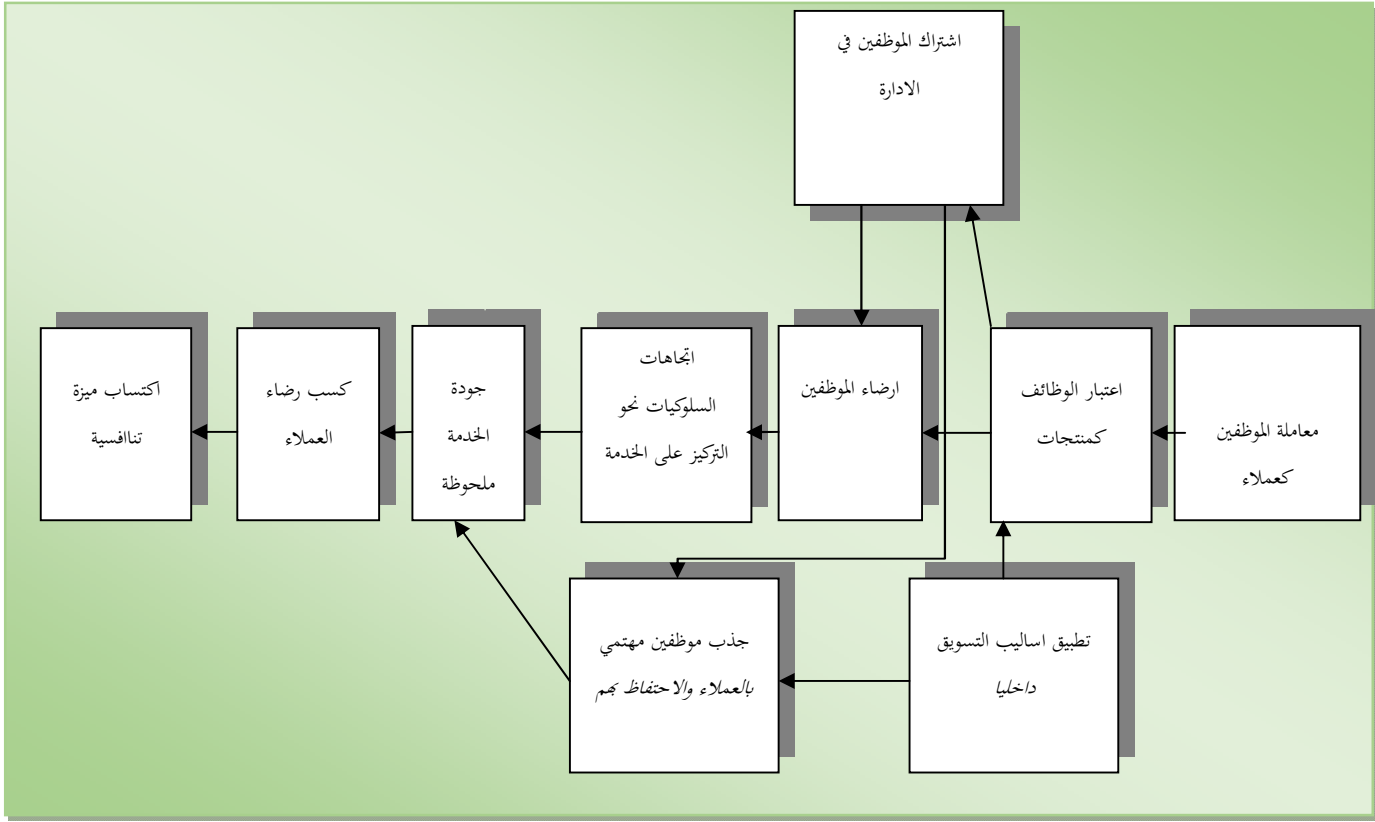 اشتراك الموظفين في
الادارة
معاملة الموظفين
كعملاء
اعتبار الوظائف
كمنتجات
ارضاء الموظفين
اتجاهات
السلوكيات نحو
التركيز على الخدمة
جودة
الخدمة
ملحوظة
كسب رضاء
العملاء
اكتساب ميزة
تناافسية
تطبيق اساليب التسويق
داخليا
جذب موظفين مهتمي
بالعملاء والاحتفاظ بهم